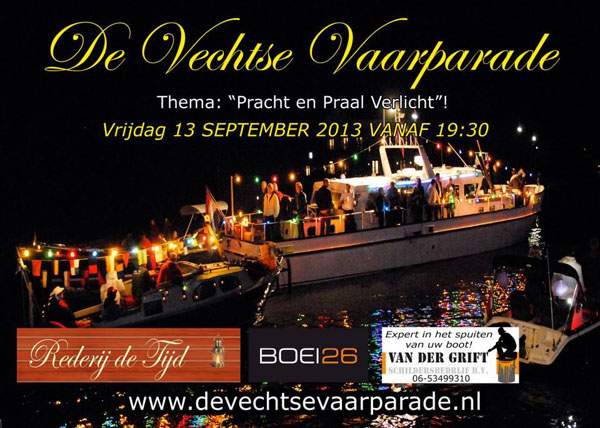 De Vechtse Vaarparade
Thema: “Pracht en Praal Verlicht”!
Vrijdag 13 SEPTEMBER 2013 VANAF 19:30
Rederij de Tijd
BOEI26
Expert in het spuiten
van uw boot!
VAN DER GRIFT
SCHILDERSBEDRIJF B.V.
06-53499310
www.devechtsevaarparade.nl